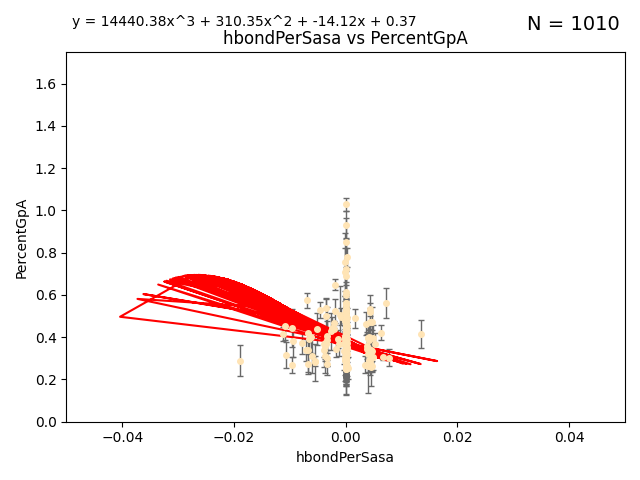 y = 14440.38x^3 + 310.35x^2 + -14.12x + 0.37
N = 1010
hbondPerSasa vs PercentGpA
1.6
1.4
1.2
1.0
0.8
0.6
0.4
0.2
0.0
PercentGpA
−0.04
−0.02
0.00
0.02
0.04
hbondPerSasa